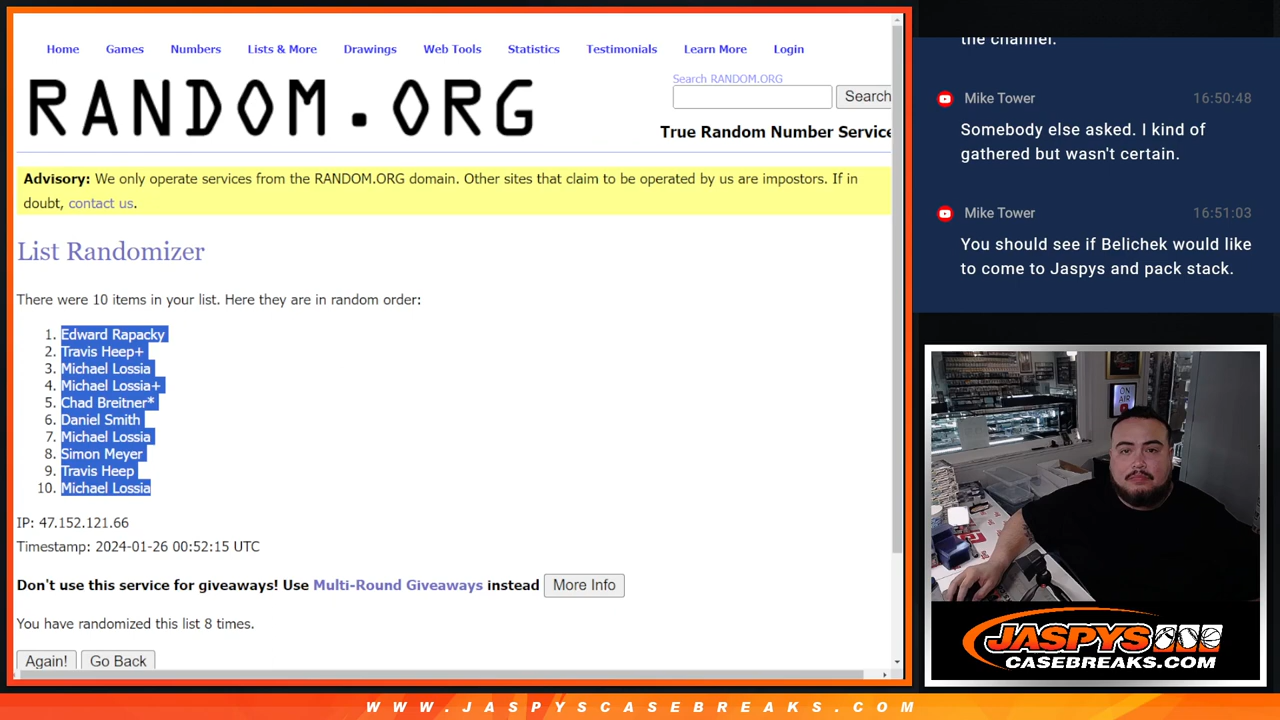 Home Games Numbers Lists & More Drawings Web Tools Statistics Testimonials Learn More Login
RANDOM.ORG
Search RANDOM.ORG
Search
True Random Number Service
Advisory: We only operate services from the RANDOM.ORG domain. Other sites that claim to be operated by us are impostors. If in
doubt, contact us.
List Randomizer
There were 10 items in your list. Here they are in random order:
1. Edward Rapacky
2. Travis Heep+
3. Michael Lossia
4. Michael Lossia+
5. Chad Breitner*
6. Daniel Smith
7. Michael Lossia
8. Simon Meyer
9. Travis Heep
10. Michael Lossia
IP: 47.152.121.66
Timestamp: 2024-01-26 00:52:15 UTC
Don't use this service for giveaways! Use Multi-Round Giveaways instead More Info
You have randomized this list 8 times.
Again! Go Back
the channel.
Mike Tower 16:50:48
Somebody else asked. I kind of
gathered but wasn't certain.
Mike Tower 16:51:03
You should see if Belichek would like
to come to Jaspys and pack stack.
ON
AIR
JASPYS
CASEBREAKS.COM
WWW.JASPYSCASEBREAKS.COM